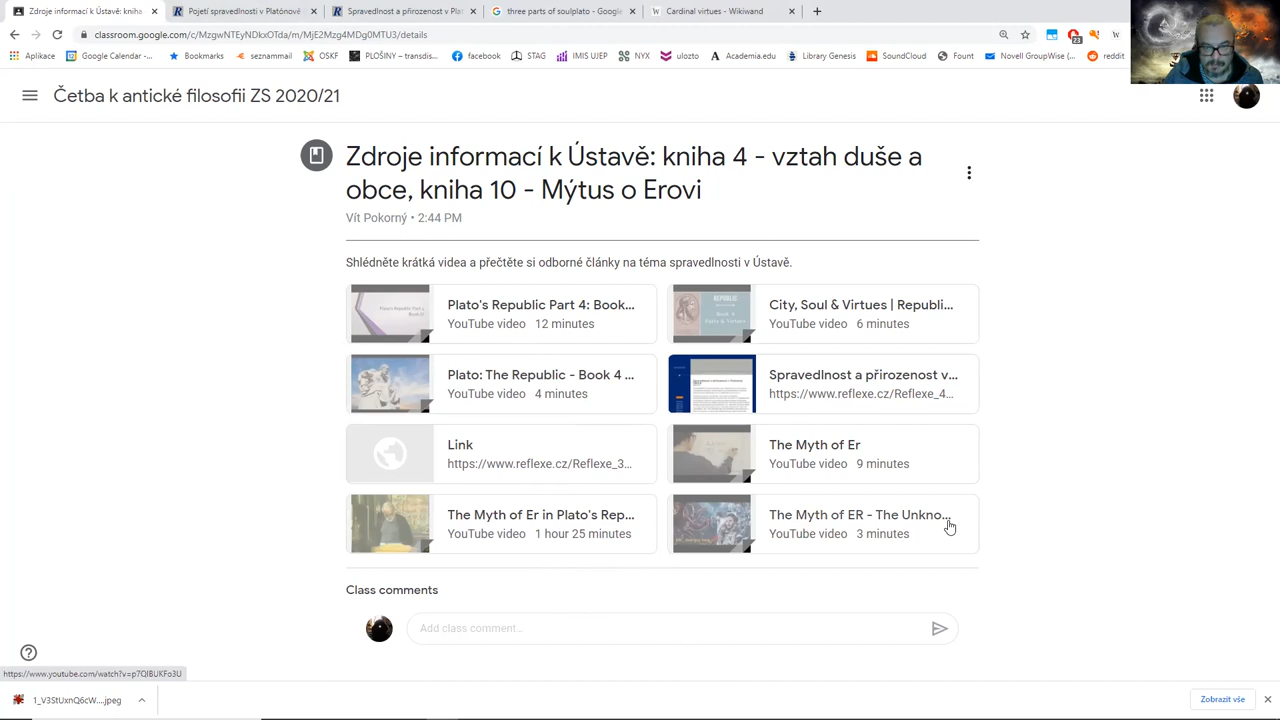 Zdroje informací k Ústavě: kniha
Pojetí spravedlnosti v Platónově
Spravedlnost a přirozenost v Plat
three parts of soulplato - Google
Cardinal virtues - Wikiwand
classroom.google.com/c/MzgwNTEyNDkxOTda/m/MjE2Mzg4MDg0MTU3/details
23
W
Aplikace
Google Calendar -...
Bookmarks
seznammail
OSKF
PLOŠINY – transdis...
facebook
STAG
IMIS UJEP
NYX
ulozto
Academia.edu
Library Genesis
SoundCloud
Fount
Novell GroupWise (...
reddit
Četba k antické filosofii ZS 2020/21
Zdroje informací k Ústavě: kniha 4 - vztah duše a
obce, kniha 10 - Mýtus o Erovi
Vít Pokorný • 2:44 PM
Shlédněte krátká videa a přečtěte si odborné články na téma spravedlnosti v Ústavě.
Plato's Republic Part 4: Book...
YouTube video 12 minutes
City, Soul & Virtues | Republi...
YouTube video 6 minutes
Plato: The Republic - Book 4 ...
YouTube video 4 minutes
Spravedlnost a přirozenost v...
https://www.reflexe.cz/Reflexe_4...
Link
https://www.reflexe.cz/Reflexe_3...
The Myth of Er
YouTube video 9 minutes
The Myth of Er in Plato's Rep...
YouTube video 1 hour 25 minutes
The Myth of ER - The Unkno...
YouTube video 3 minutes
Class comments
Add class comment...
https://www.youtube.com/watch?v=p7QIBUKFo3U
1_V3StUxnQ6cW....jpeg
Zobrazit vše